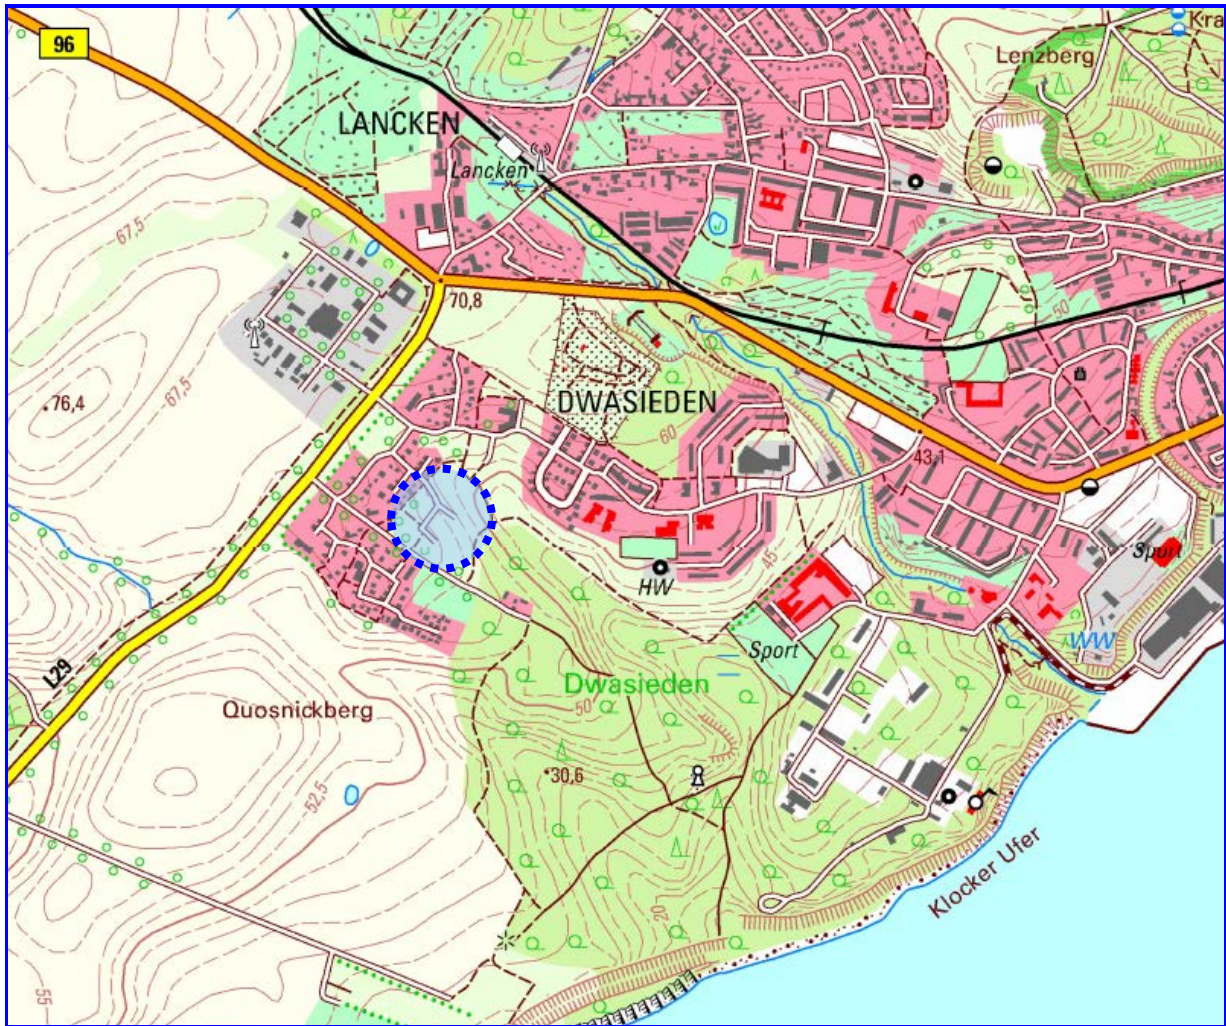 96
Kra
Lenzberg
LANCKEN
Lancken
67,5
70
50
70,8
76,4
67,5
DWASIEDEN
60
43,1
45
Sport
HW
WW
Sport
L29
Dwasieden
50
Quosnickberg
30,6
52,5
20
Klocker Ufer
55